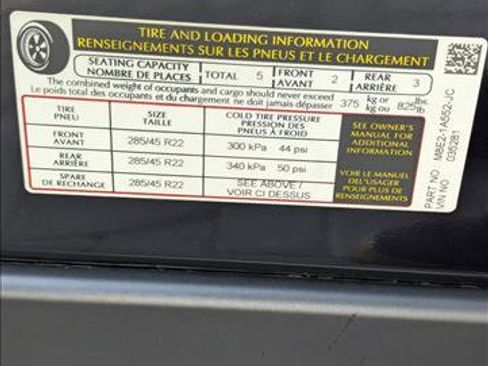 TIRE AND LOADING INFORMATION
RENSEIGNEMENTS SUR LES PNEUS ET LE CHARGEMENT
SEATING CAPACITY
NOMBRE DE PLACES
TOTAL 5
FRONT
AVANT 2
REAR
ARRIÈRE 3
The combined weight of occupants and cargo should never exceed
Le poids total des occupants et du chargement ne doit jamais dépasser
375 kg or
kg ou
825 lbs.
lb.
TIRE
PNEU
SIZE
TAILLE
COLD TIRE PRESSURE
PRESSION DES
PNEUS À FROID
FRONT
AVANT
285/45 R22
300 kPa 44 psi
REAR
ARRIÈRE
285/45 R22
340 kPa 50 psi
SPARE
DE RECHANGE
285/45 R22
SEE ABOVE /
VOIR CI DESSUS
SEE OWNER'S
MANUAL FOR
ADDITIONAL
INFORMATION
VOIR LE MANUEL
DE L'USAGER
POUR PLUS DE
RENSEIGNEMENTS
PART NO
VIN NO 035281